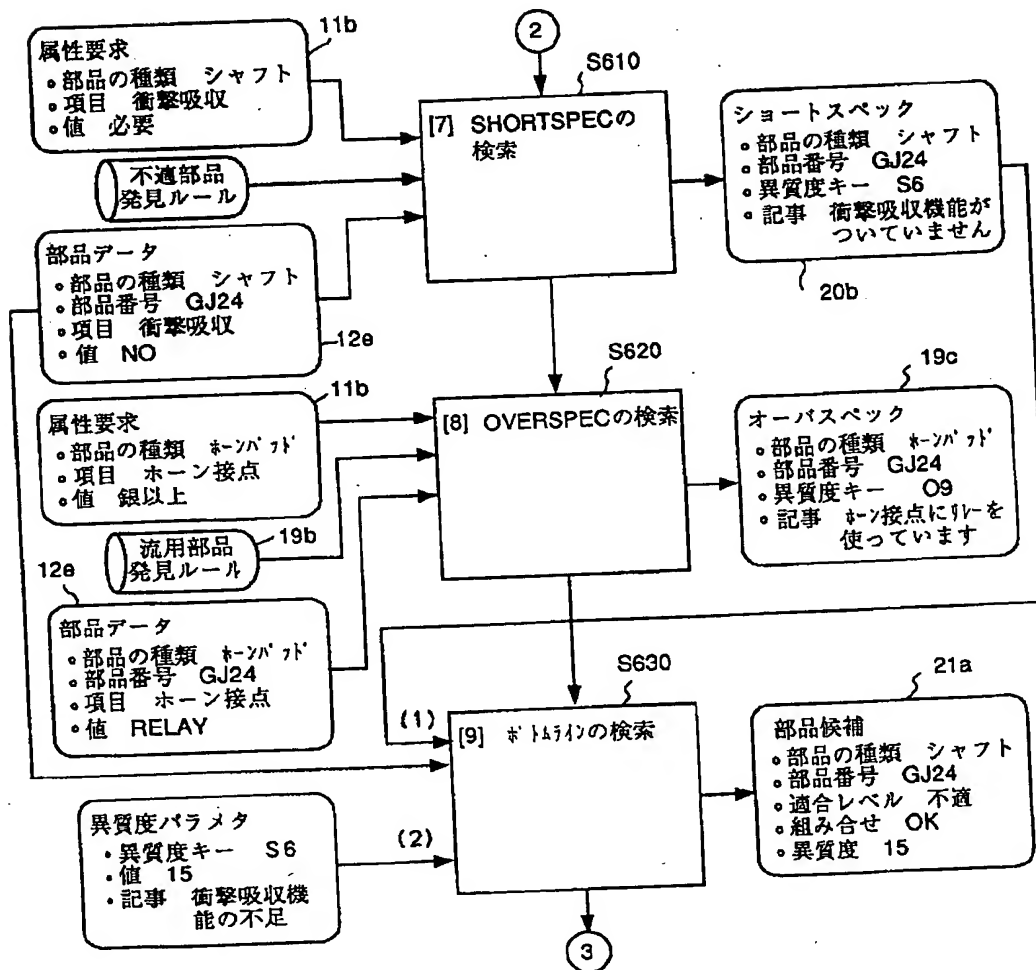 2
11b
属性要求
◦部品の種類 シャフト
◦項目 衝撃吸収
◦値 必要
不適部品
発見ルール
部品データ
◦部品の種類 シャフト
◦部品番号 GJ24
◦項目 衝撃吸収
・値 NO
12e
S610
[7] SHORTSPECの
検索
ショートスペック
◦部品の種類 シャフト
◦部品番号 GJ24
◦異質度キー S6
◦記事 衝撃吸収機能が
ついていません
20b
11b
属性要求
◦部品の種類 ホーンパッド
◦項目 ホーン接点
◦値 銀以上
流用部品
発見ルール
19b
12e
部品データ
◦部品の種類 ホーンパッド
◦部品番号 GJ24
◦項目 ホーン接点
◦値 RELAY
S620
[8] OVERSPECの検索
19c
オーバスペック
◦部品の種類 ホーンパッド
◦部品番号 GJ24
◦異質度キー O9
・記事 ホーン接点にリレーを
使っています
異質度パラメタ
・異質度キー S6
・値 15
・記事 衝撃吸収機
能の不足
(1)
(2)
S630
[9] ボトムラインの検索
21a
部品候補
◦部品の種類 シャフト
◦部品番号 GJ24
◦適合レベル 不適
◦組み合せ OK
◦異質度 15
3